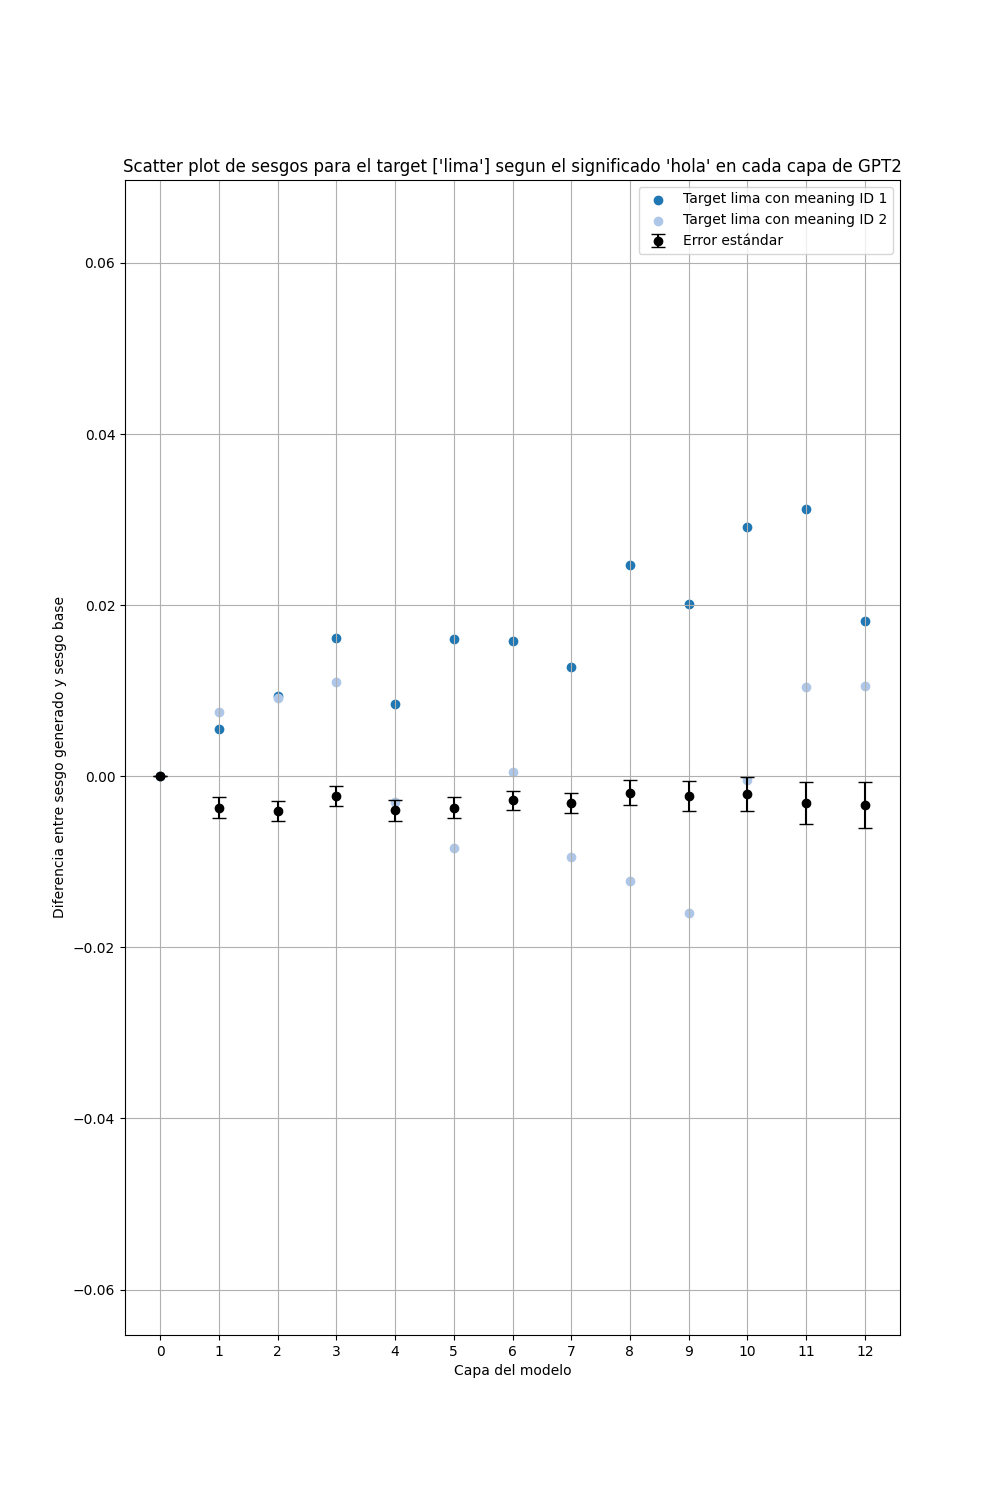 Scatter plot de sesgos para el target ['lima'] segun el significado 'hola' en cada capa de GPT2
Target lima con meaning ID 1
Target lima con meaning ID 2
Error estándar
0.06
0.04
0.02
0.00
−0.02
−0.04
−0.06
Diferencia entre sesgo generado y sesgo base
0 1 2 3 4 5 6 7 8 9 10 11 12
Capa del modelo